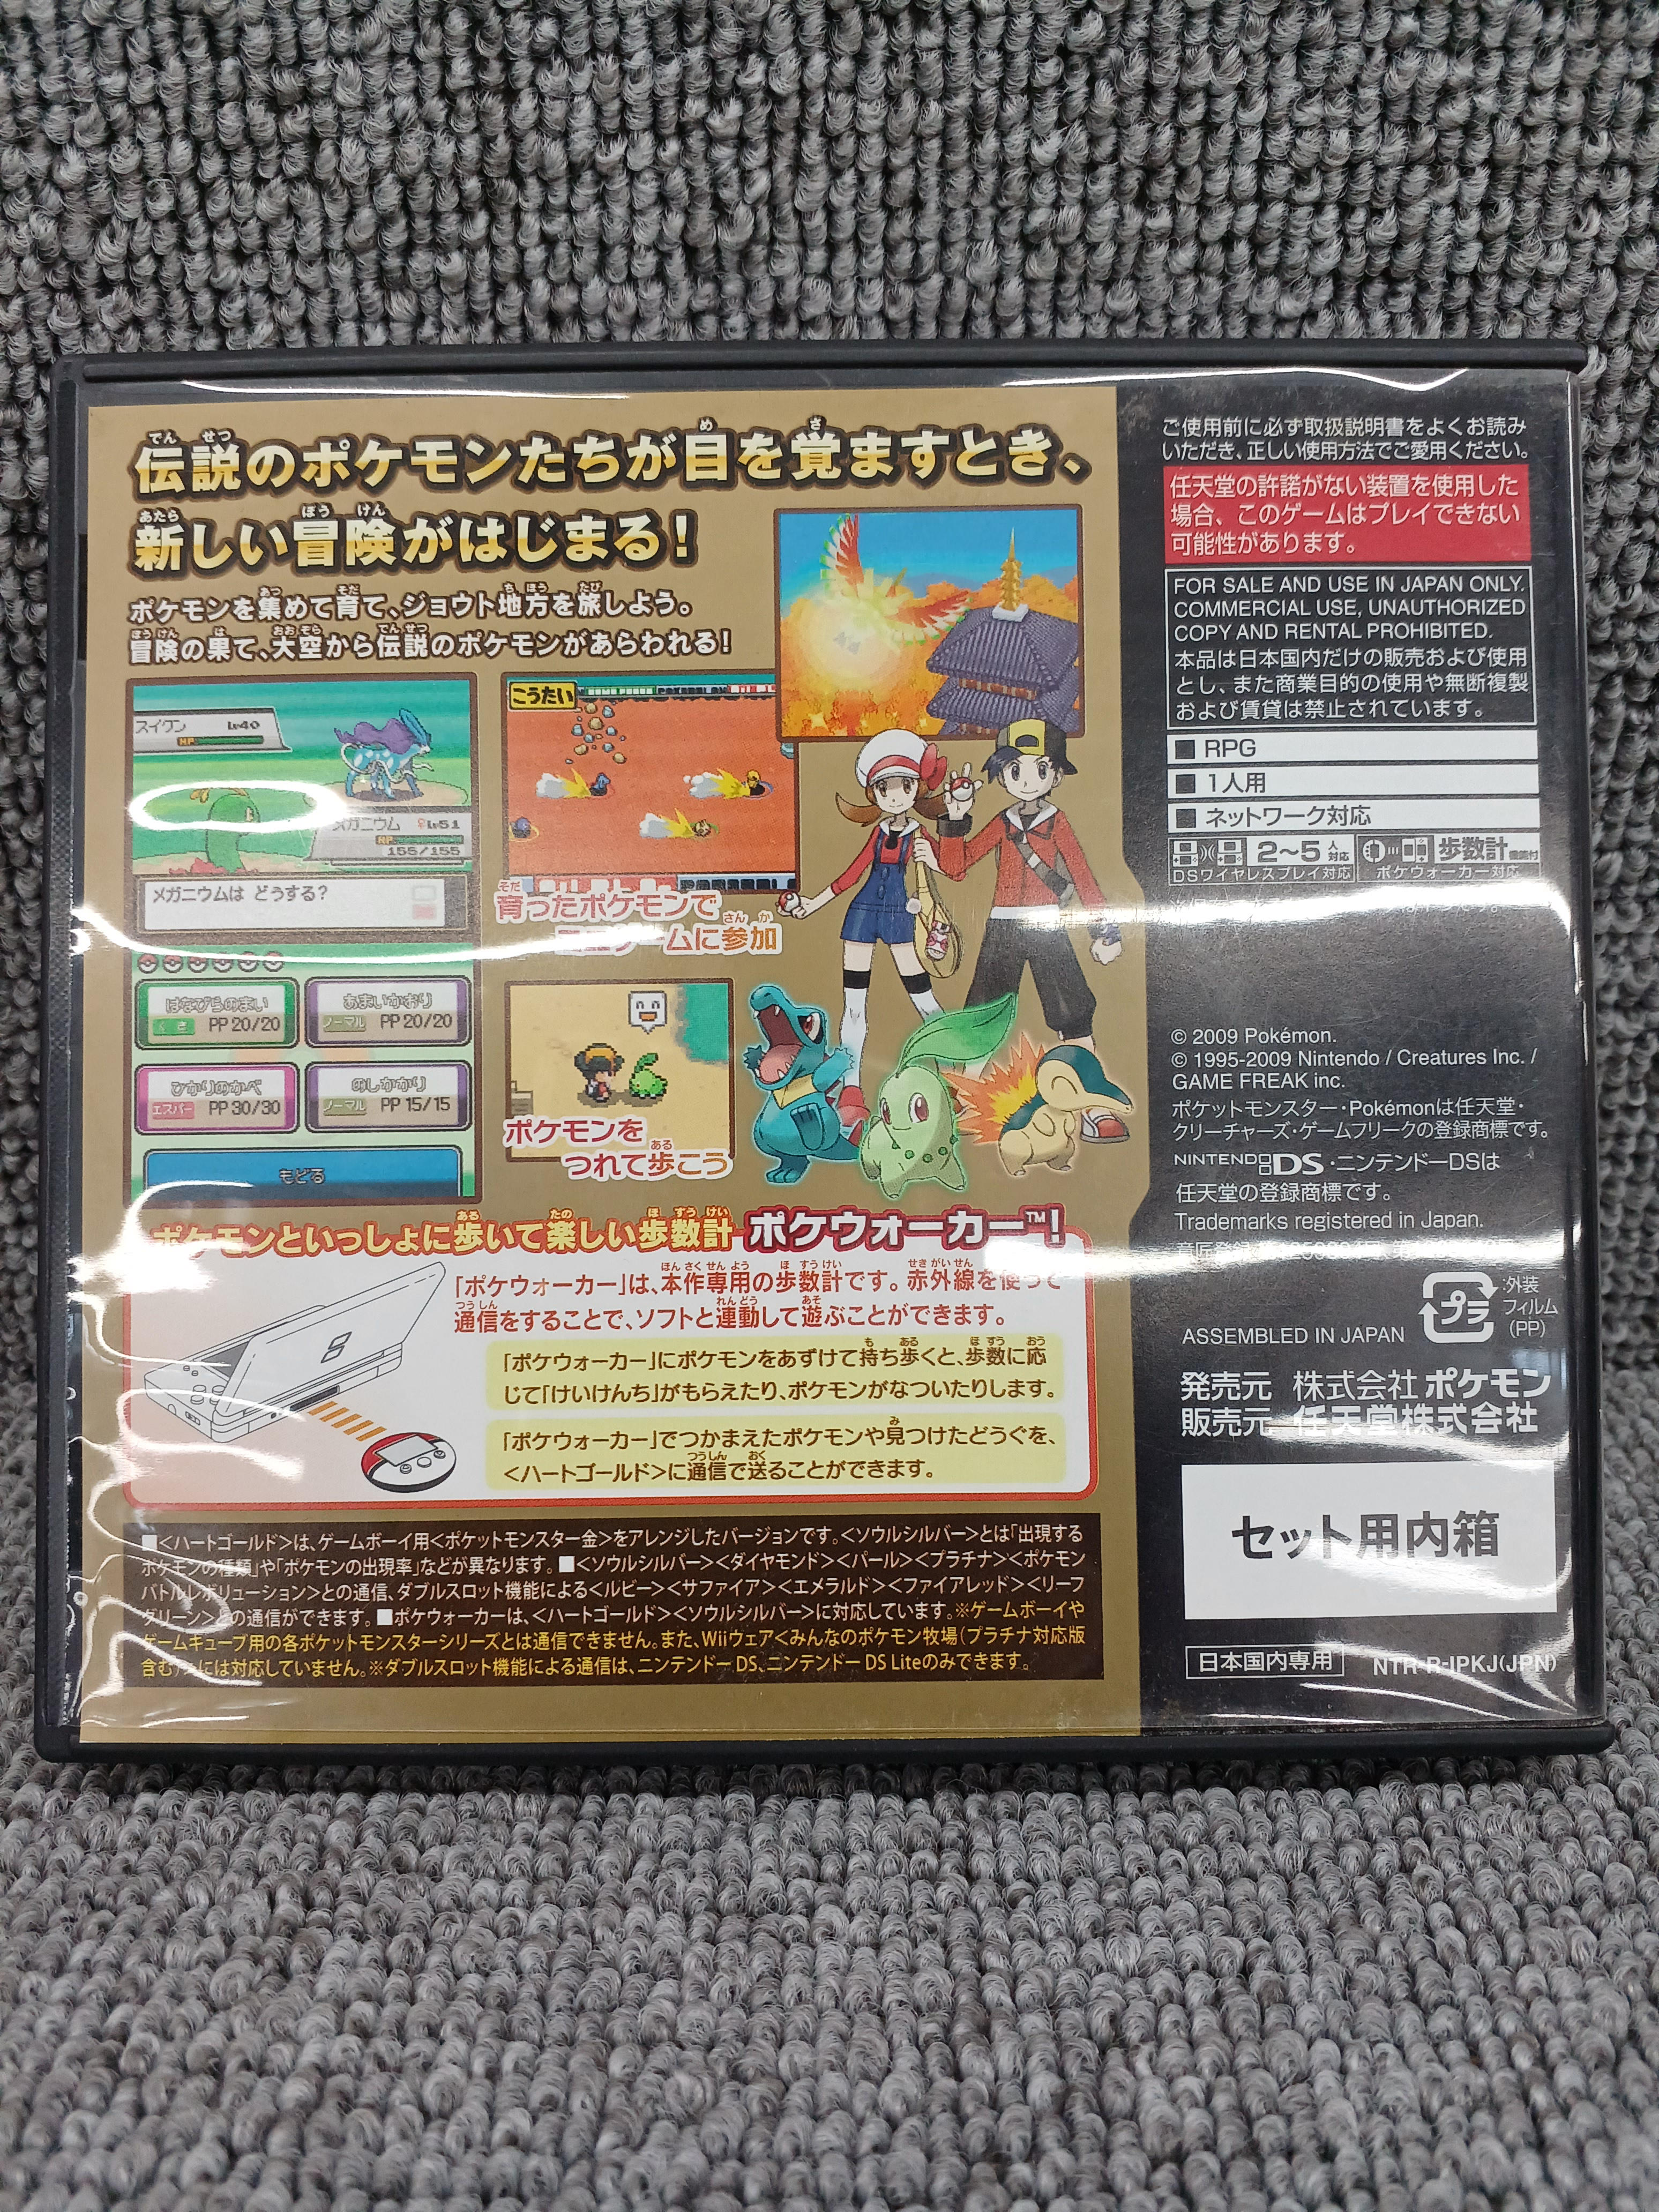 伝説のポケモンたちが目を覚ますとき、
新しい冒険がはじまる!
ポケモンを集めて育て、ジョウト地方を旅しよう。
冒険の果て、大空から伝説のポケモンがあらわれる!
スイクン Lv40
HP
メガニウム ♀Lv51
HP
155/155
メガニウムは どうする?
はなびらのまい
くさ PP 20/20
あまいかおり
ノーマル PP 20/20
ひかりのかべ
エスパー PP 30/30
のしかかり
ノーマル PP 15/15
もどる
こうたい
育ったポケモンで
ゲームに参加
ポケモンを
つれて歩こう
ポケモンといっしょに歩いて楽しい歩数計 ポケウォーカー™!
「ポケウォーカー」は、本作専用の歩数計です。赤外線を使って
通信をすることで、ソフトと連動して遊ぶことができます。
「ポケウォーカー」にポケモンをあずけて持ち歩くと、歩数に応
じて「けいけんち」がもらえたり、ポケモンがなついたりします。
「ポケウォーカー」でつかまえたポケモンや見つけたどうぐを、
<ハートゴールド>に通信で送ることができます。
■<ハートゴールド>は、ゲームボーイ用<ポケットモンスター金>をアレンジしたバージョンです。<ソウルシルバー>とは「出現する
ポケモンの種類」や「ポケモンの出現率」などが異なります。■<ソウルシルバー><ダイヤモンド><パール><プラチナ><ポケモン
バトルレボリューション>との通信、ダブルスロット機能による<ルビー><サファイア><エメラルド><ファイアレッド><リーフ
グリーン>との通信ができます。■ポケウォーカーは、<ハートゴールド><ソウルシルバー>に対応しています。※ゲームボーイや
ゲームキューブ用の各ポケットモンスターシリーズとは通信できません。また、Wiiウェア<みんなのポケモン牧場(プラチナ対応版
含む)>には対応していません。※ダブルスロット機能による通信は、ニンテンドーDS、ニンテンドーDS Liteのみできます。
ご使用前に必ず取扱説明書をよくお読み
いただき、正しい使用方法でご愛用ください。
任天堂の許諾がない装置を使用した
場合、このゲームはプレイできない
可能性があります。
FOR SALE AND USE IN JAPAN ONLY.
COMMERCIAL USE, UNAUTHORIZED
COPY AND RENTAL PROHIBITED.
本品は日本国内だけの販売および使用
とし、また商業目的の使用や無断複製
および賃貸は禁止されています。
■ RPG
■ 1人用
■ ネットワーク対応
2~5人対応
DSワイヤレスプレイ対応
歩数計
ポケウォーカー対応
© 2009 Pokémon.
© 1995-2009 Nintendo / Creatures Inc. /
GAME FREAK inc.
ポケットモンスター・Pokémonは任天堂・
クリーチャーズ・ゲームフリークの登録商標です。
NINTENDO DS・ニンテンドーDSは
任天堂の登録商標です。
Trademarks registered in Japan.
意匠登録
プラ
:外装
フィルム
(PP)
ASSEMBLED IN JAPAN
発売元 株式会社 ポケモン
販売元 任天堂株式会社
セット用内箱
日本国内専用 NTR-R-IPKJ(JPN)